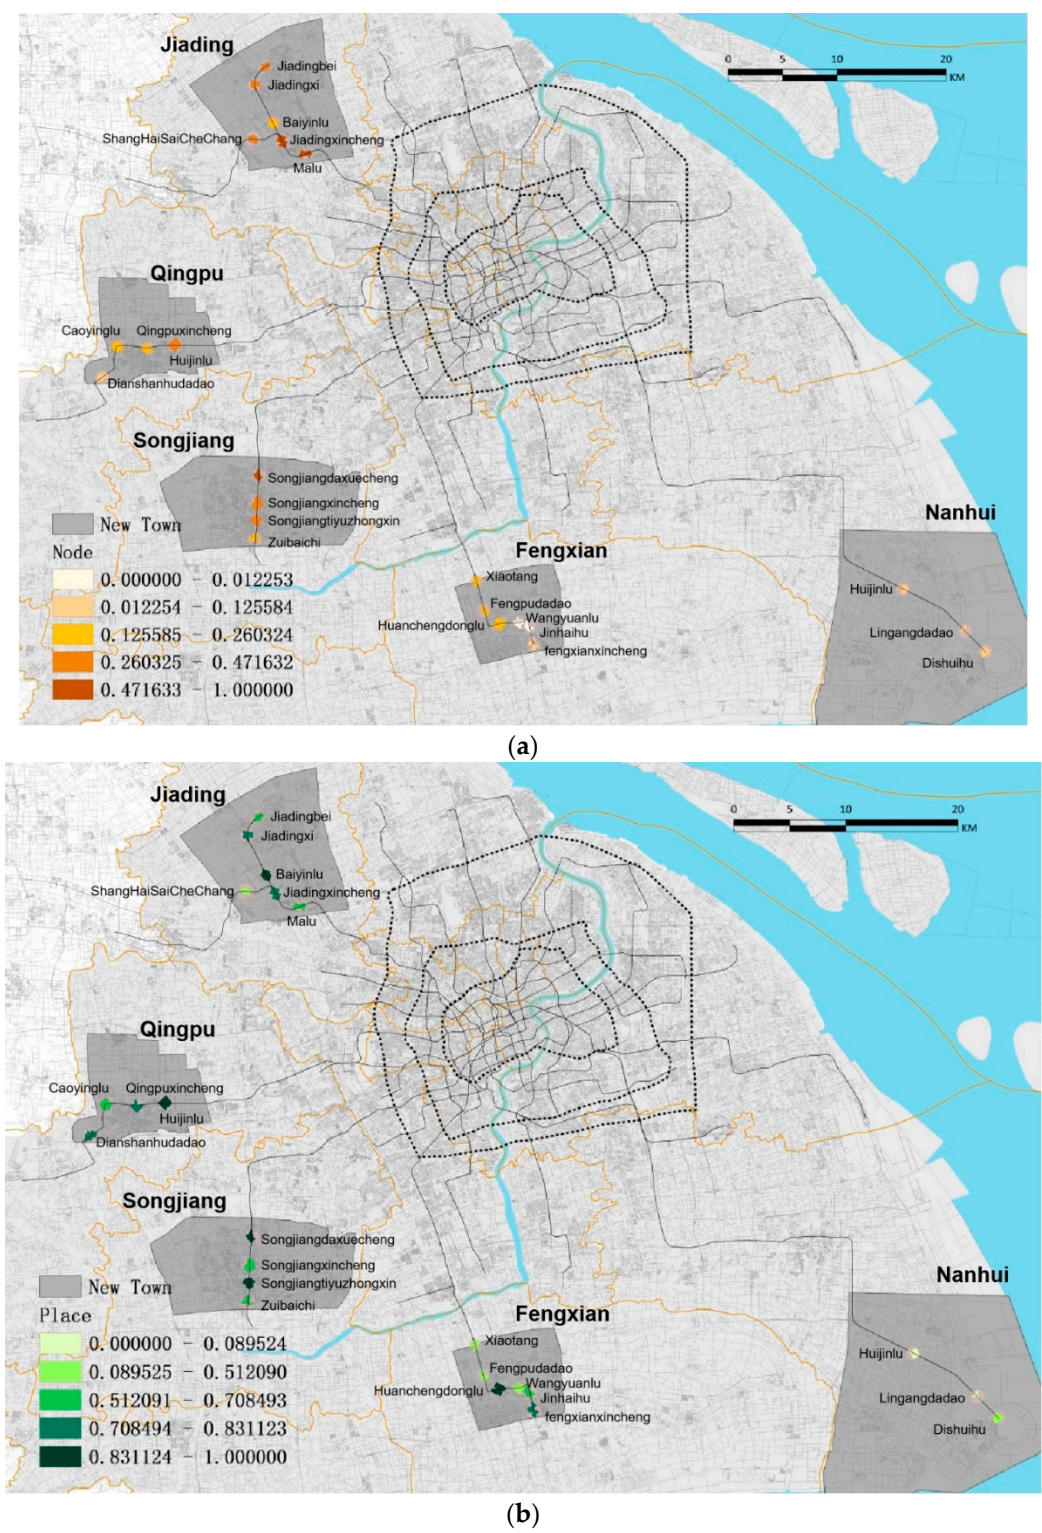 Jiading
Jiadingbei
Jiadingxi
0 5 10 20
KM
Baiyinlu
ShangHaiSaiCheChang
Jiadingxincheng
Malu
Qingpu
Caoyinglu
Qingpuxincheng
Huijinlu
Dianshanhudadao
Songjiang
Songjiangdaxuecheng
Songjiangxincheng
Songjiangtiyuzhongxin
Zuibaichi
Nanhui
Huijinlu
Lingangdadao
Dishuihu
Fengxian
Xiaotang
Fengpudadao
Huanchengdonglu
Wangyuanlu
Jinhaihu
fengxianxincheng
New Town
Node
0.000000 - 0.012253
0.012254 - 0.125584
0.125585 - 0.260324
0.260325 - 0.471632
0.471633 - 1.000000
(a)
Jiading
Jiadingbei
Jiadingxi
0 5 10 20
KM
Baiyinlu
ShangHaiSaiCheChang
Jiadingxincheng
Malu
Qingpu
Caoyinglu
Qingpuxincheng
Huijinlu
Dianshanhudadao
Songjiang
Songjiangdaxuecheng
Songjiangxincheng
Songjiangtiyuzhongxin
Zuibaichi
Nanhui
Huijinlu
Lingangdadao
Dishuihu
Fengxian
Xiaotang
Fengpudadao
Huanchengdonglu
Wangyuanlu
Jinhaihu
fengxianxincheng
New Town
Place
0.000000 - 0.089524
0.089525 - 0.512090
0.512091 - 0.708493
0.708494 - 0.831123
0.831124 - 1.000000
(b)